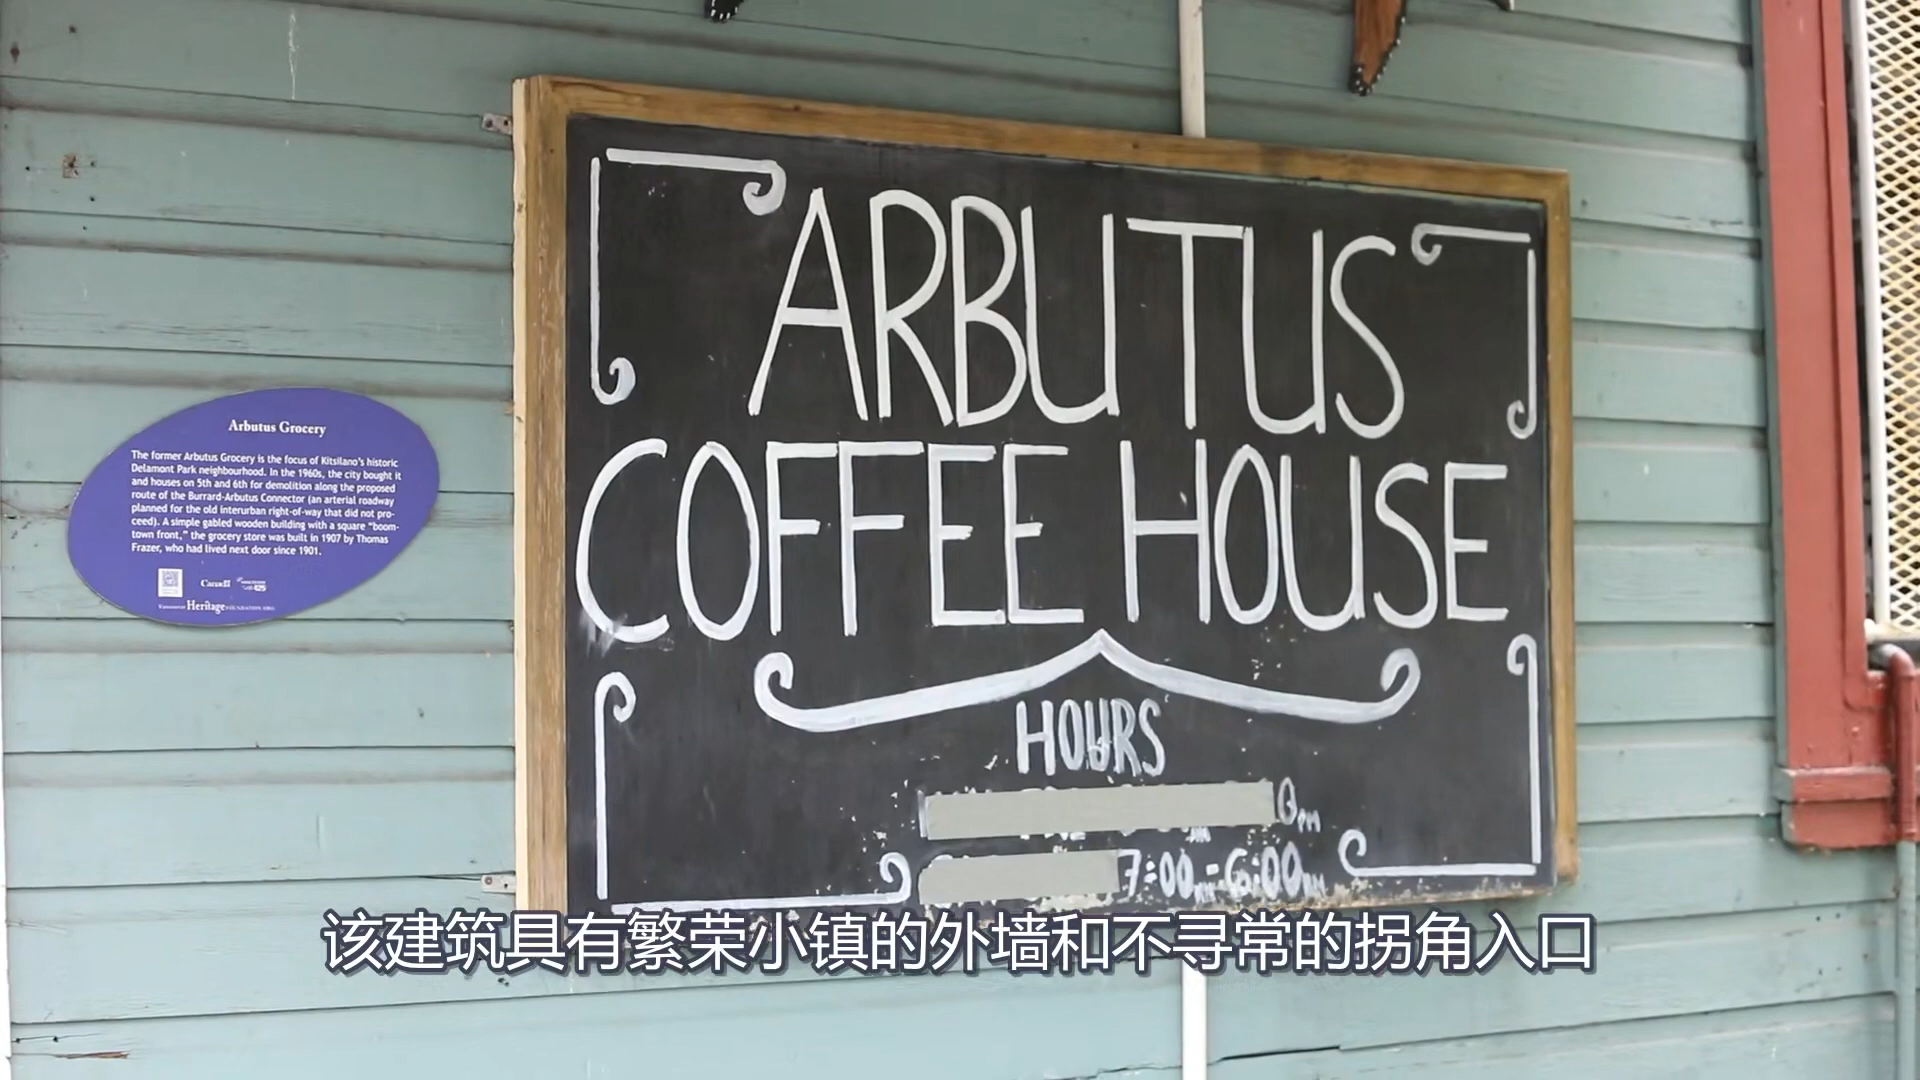 ARBUTUS
COFFEE HOUSE
HOURS
7:00 - 6:00
Arbutus Grocery
The former Arbutus Grocery is the focus of Kitsilano's historic
Delamont Park neighbourhood. In the 1960s, the city bought it
and houses on 5th and 6th for demolition along the proposed
route of the Burrard-Arbutus Connector (an arterial roadway
planned for the old interurban right-of-way that did not pro-
ceed). A simple gabled wooden building with a square "boom-
town front," the grocery store was built in 1907 by Thomas
Frazer, who had lived next door since 1901.
Canada
Vancouver Heritage FOUNDATION.ORG
该建筑具有繁荣小镇的外墙和不寻常的拐角入口